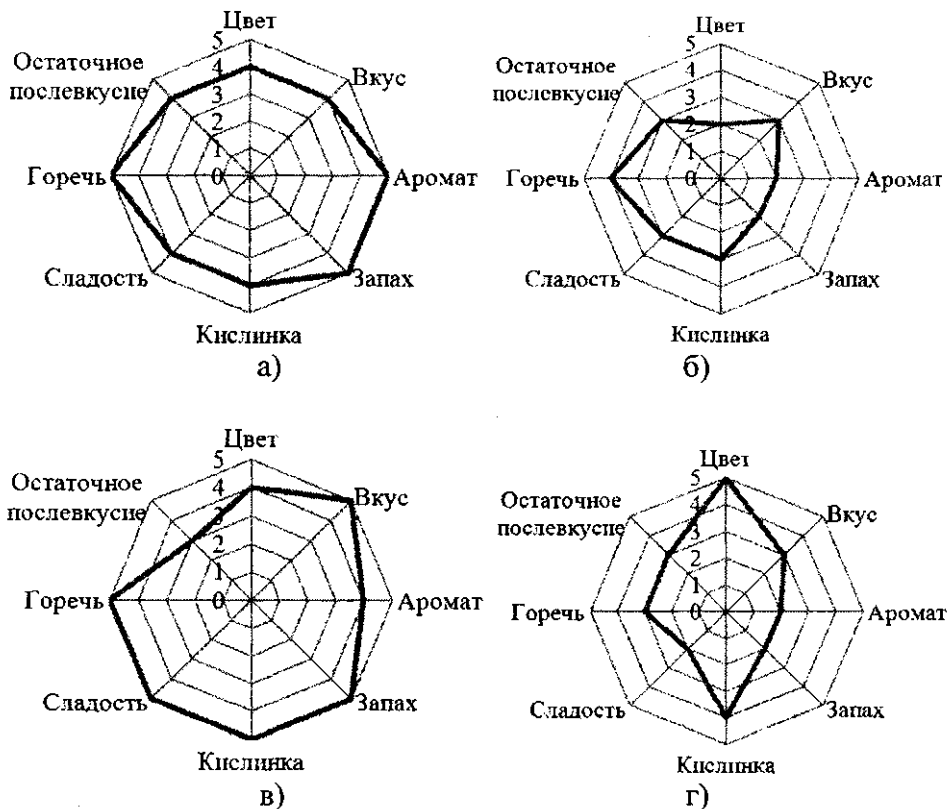 Цвет
5
4
3
2
1
0
Остаточное
послевкусие
Вкус
Горечь
Аромат
Сладость
Запах
Кислинка
а)
Цвет
5
4
3
2
1
0
Остаточное
послевкусие
Вкус
Горечь
Аромат
Сладость
Запах
Кислинка
б)
Цвет
5
4
3
2
1
0
Остаточное
послевкусие
Вкус
Горечь
Аромат
Сладость
Запах
Кислинка
в)
Цвет
5
4
3
2
1
0
Остаточное
послевкусие
Вкус
Горечь
Аромат
Сладость
Запах
Кислинка
г)